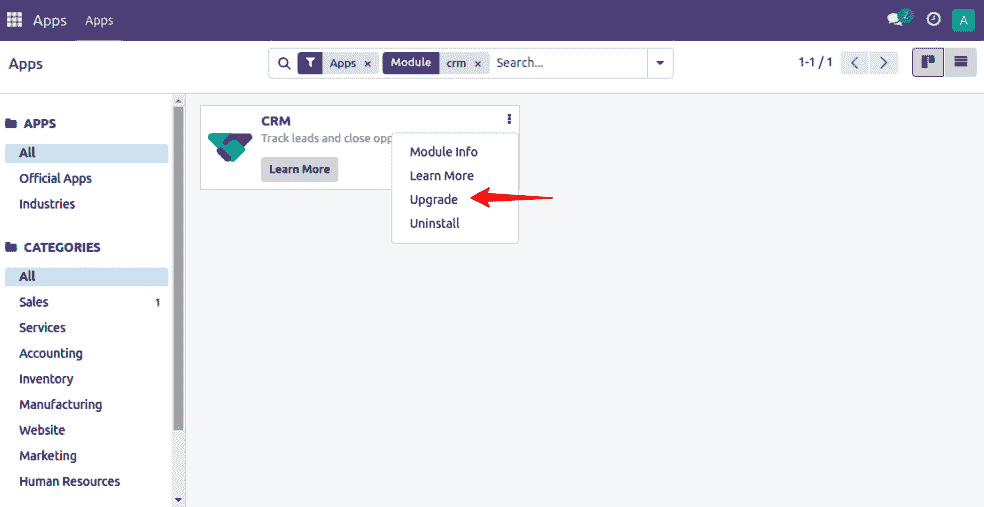 Apps Apps 2 A
Apps Apps × Module crm × Search... 1-1 / 1
APPS
All
Official Apps
Industries
CATEGORIES
All
Sales 1
Services
Accounting
Inventory
Manufacturing
Website
Marketing
Human Resources
CRM
Track leads and close opp
Learn More
Module Info
Learn More
Upgrade
Uninstall